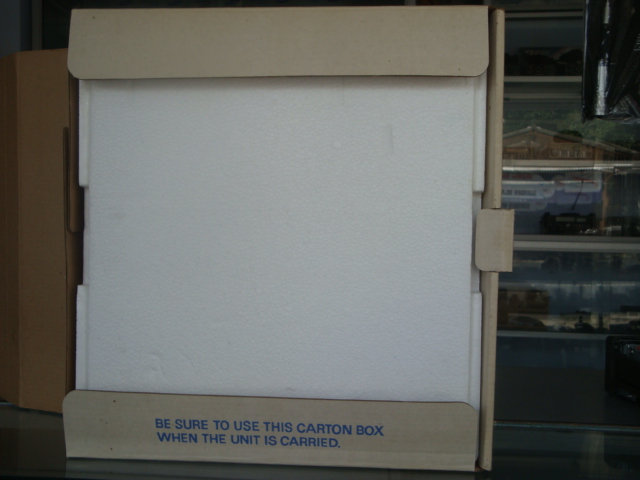 BE SURE TO USE THIS CARTON BOX
WHEN THE UNIT IS CARRIED.